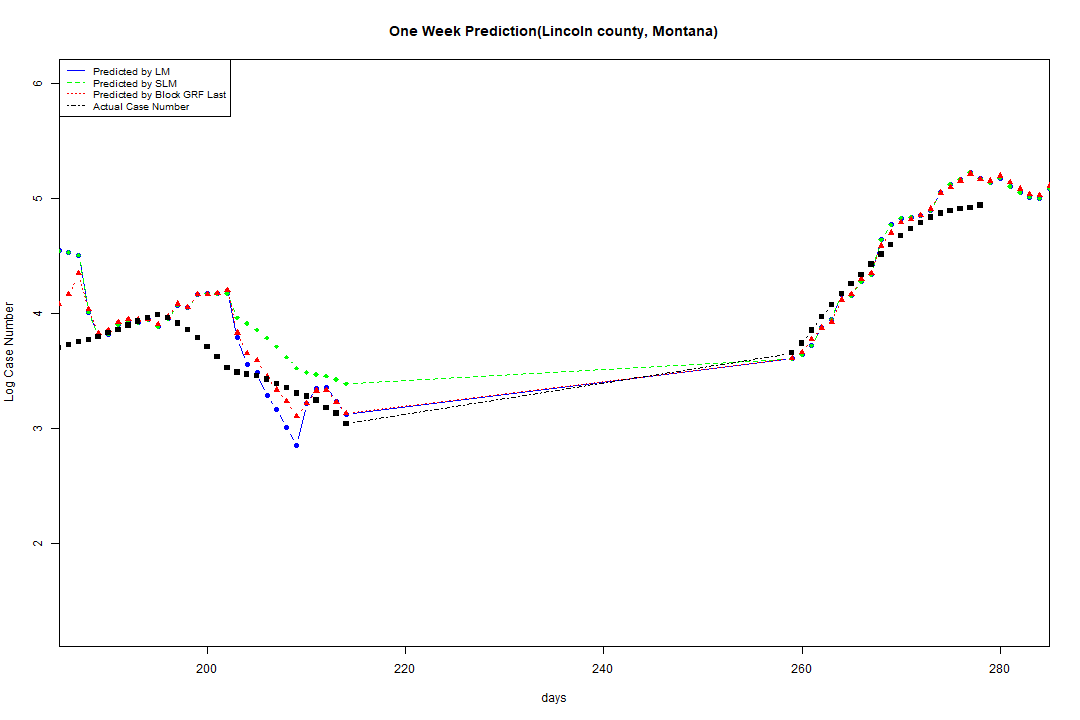 One Week Prediction(Lincoln county, Montana)
Predicted by LM
Predicted by SLM
Predicted by Block GRF Last
Actual Case Number
6
5
4
3
2
Log Case Number
200 220 240 260 280
days